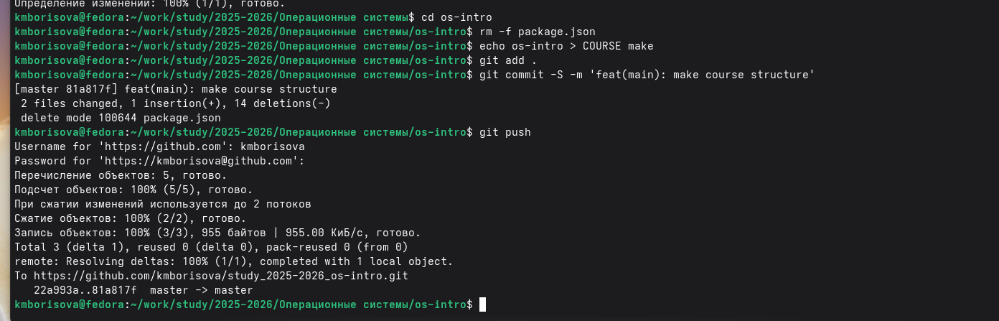 Определение изменений: 100% (1/1), готово.
kmborisova@fedora:~/work/study/2025-2026/Операционные системы$ cd os-intro
kmborisova@fedora:~/work/study/2025-2026/Операционные системы/os-intro$ rm -f package.json
kmborisova@fedora:~/work/study/2025-2026/Операционные системы/os-intro$ echo os-intro > COURSE make
kmborisova@fedora:~/work/study/2025-2026/Операционные системы/os-intro$ git add .
kmborisova@fedora:~/work/study/2025-2026/Операционные системы/os-intro$ git commit -S -m 'feat(main): make course structure'
[master 81a817f] feat(main): make course structure
 2 files changed, 1 insertion(+), 14 deletions(-)
 delete mode 100644 package.json
kmborisova@fedora:~/work/study/2025-2026/Операционные системы/os-intro$ git push
Username for 'https://github.com': kmborisova
Password for 'https://kmborisova@github.com':
Перечисление объектов: 5, готово.
Подсчет объектов: 100% (5/5), готово.
При сжатии изменений используется до 2 потоков
Сжатие объектов: 100% (2/2), готово.
Запись объектов: 100% (3/3), 955 байтов | 955.00 КиБ/с, готово.
Total 3 (delta 1), reused 0 (delta 0), pack-reused 0 (from 0)
remote: Resolving deltas: 100% (1/1), completed with 1 local object.
To https://github.com/kmborisova/study_2025-2026_os-intro.git
   22a993a..81a817f  master -> master
kmborisova@fedora:~/work/study/2025-2026/Операционные системы/os-intro$